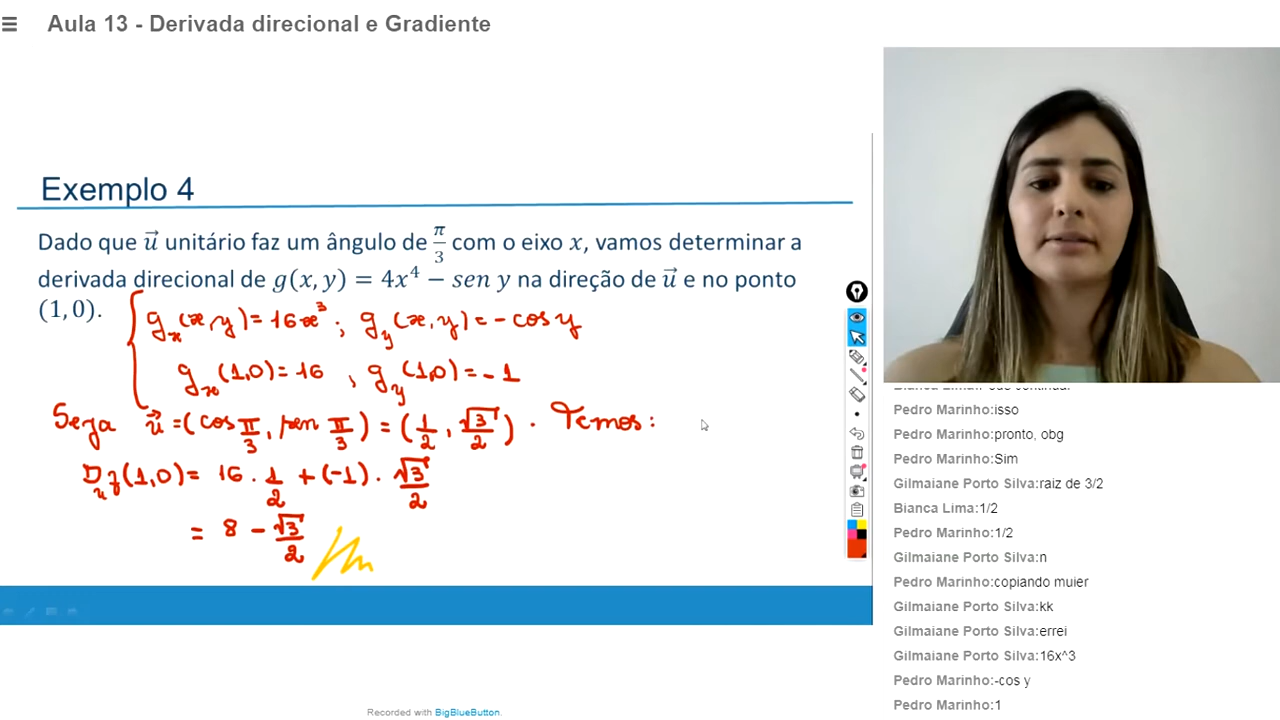 Aula 13 - Derivada direcional e Gradiente
Exemplo 4
Dado que u⃗ unitário faz um ângulo de π/3 com o eixo x, vamos determinar a
derivada direcional de g(x, y) = 4x⁴ − sen y na direção de u⃗ e no ponto
(1, 0).
g_x(x,y)=16x³ ; g_y(x,y)=-cos y
g_x(1,0)=16 , g_y(1,0)=-1
Seja u⃗ =(cos π/3, sen π/3) = (1/2, √3/2) . Temos:
D_u f(1,0)= 16 . 1/2 +(-1) . √3/2
= 8 - √3/2
Pedro Marinho:isso
Pedro Marinho:pronto, obg
Pedro Marinho:Sim
Gilmaiane Porto Silva:raiz de 3/2
Bianca Lima:1/2
Pedro Marinho:1/2
Gilmaiane Porto Silva:n
Pedro Marinho:copiando muier
Gilmaiane Porto Silva:kk
Gilmaiane Porto Silva:errei
Gilmaiane Porto Silva:16x^3
Pedro Marinho:-cos y
Pedro Marinho:1
Recorded with BigBlueButton.